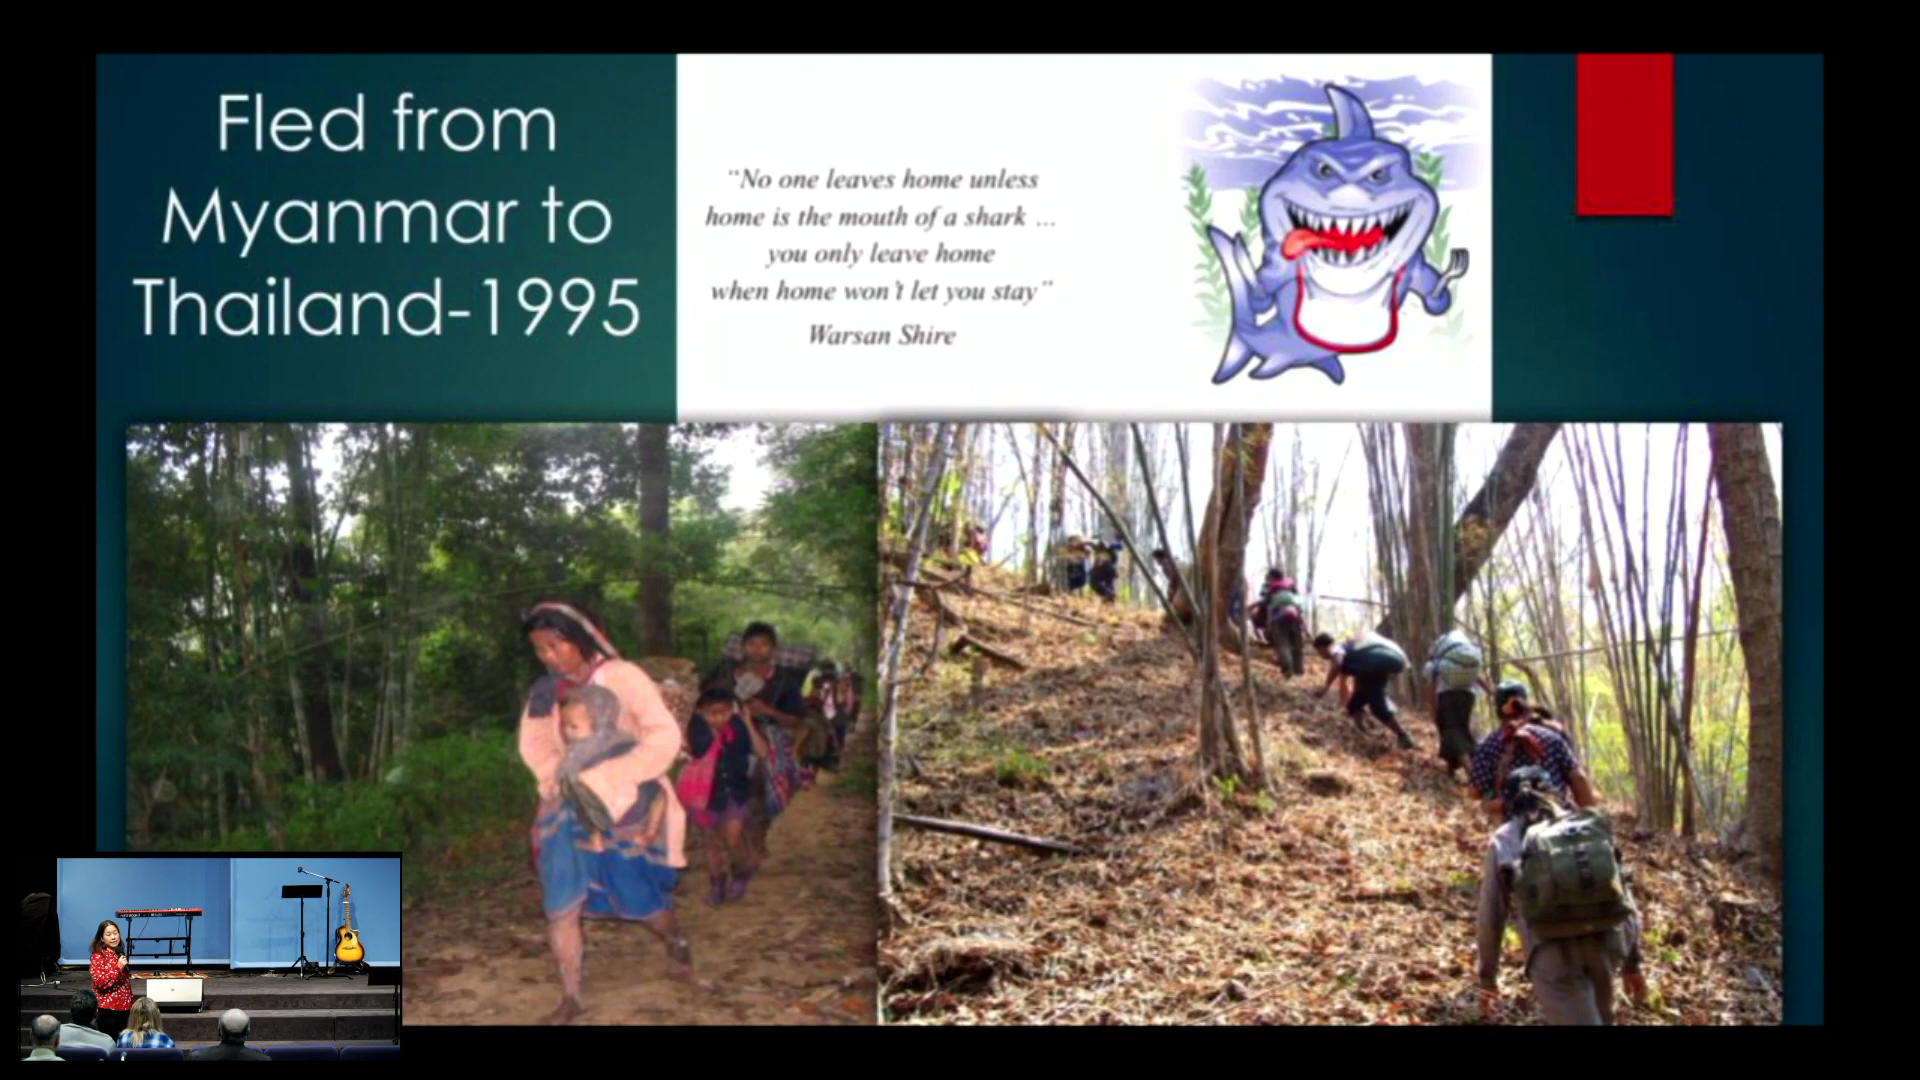 Fled from
Myanmar to
Thailand-1995
"No one leaves home unless
home is the mouth of a shark ...
you only leave home
when home won't let you stay"
Warsan Shire